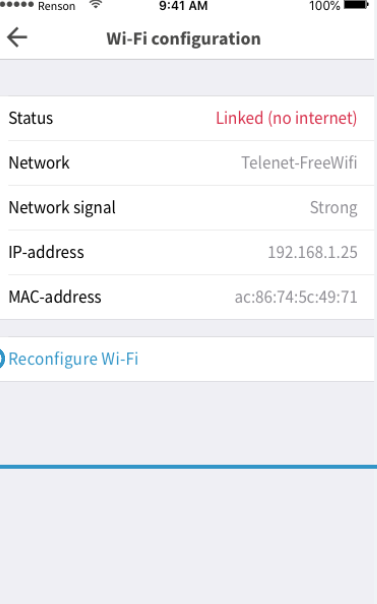 Renson 9:41 AM 100%
Wi-Fi configuration
Status Linked (no internet)
Network Telenet-FreeWifi
Network signal Strong
IP-address 192.168.1.25
MAC-address ac:86:74:5c:49:71
Reconfigure Wi-Fi